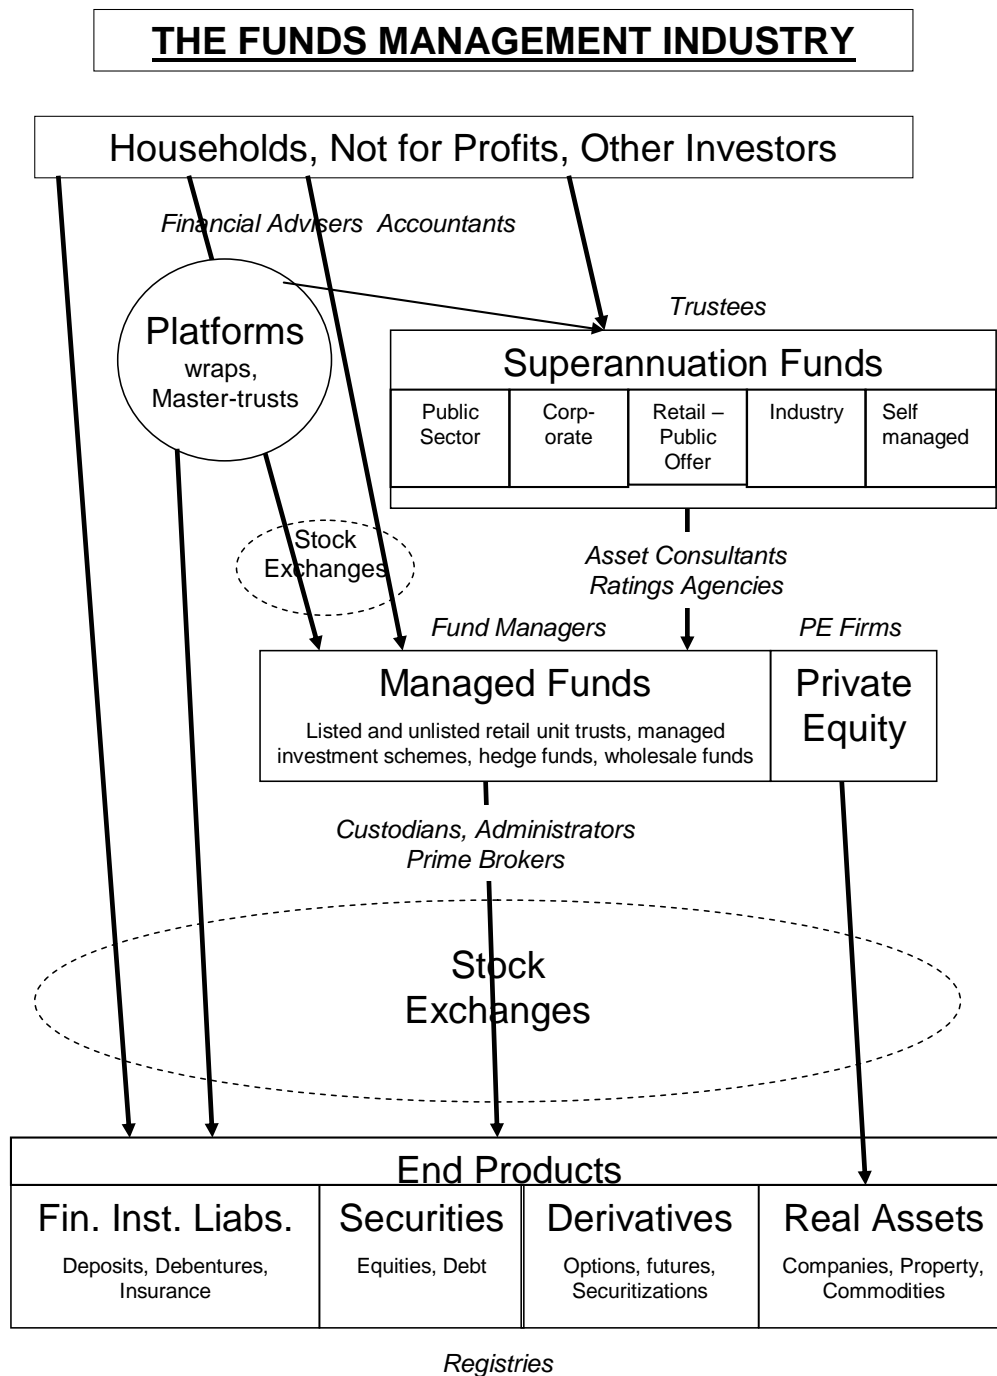 THE FUNDS MANAGEMENT INDUSTRY
Households, Not for Profits, Other Investors
Financial Advisers Accountants
Platforms
wraps,
Master-trusts
Trustees
Superannuation Funds
Public
Sector
Corp-
orate
Retail –
Public
Offer
Industry
Self
managed
Stock
Exchanges
Asset Consultants
Ratings Agencies
Fund Managers
PE Firms
Managed Funds
Listed and unlisted retail unit trusts, managed
investment schemes, hedge funds, wholesale funds
Private
Equity
Custodians, Administrators
Prime Brokers
Stock
Exchanges
End Products
Fin. Inst. Liabs.
Deposits, Debentures,
Insurance
Securities
Equities, Debt
Derivatives
Options, futures,
Securitizations
Real Assets
Companies, Property,
Commodities
Registries